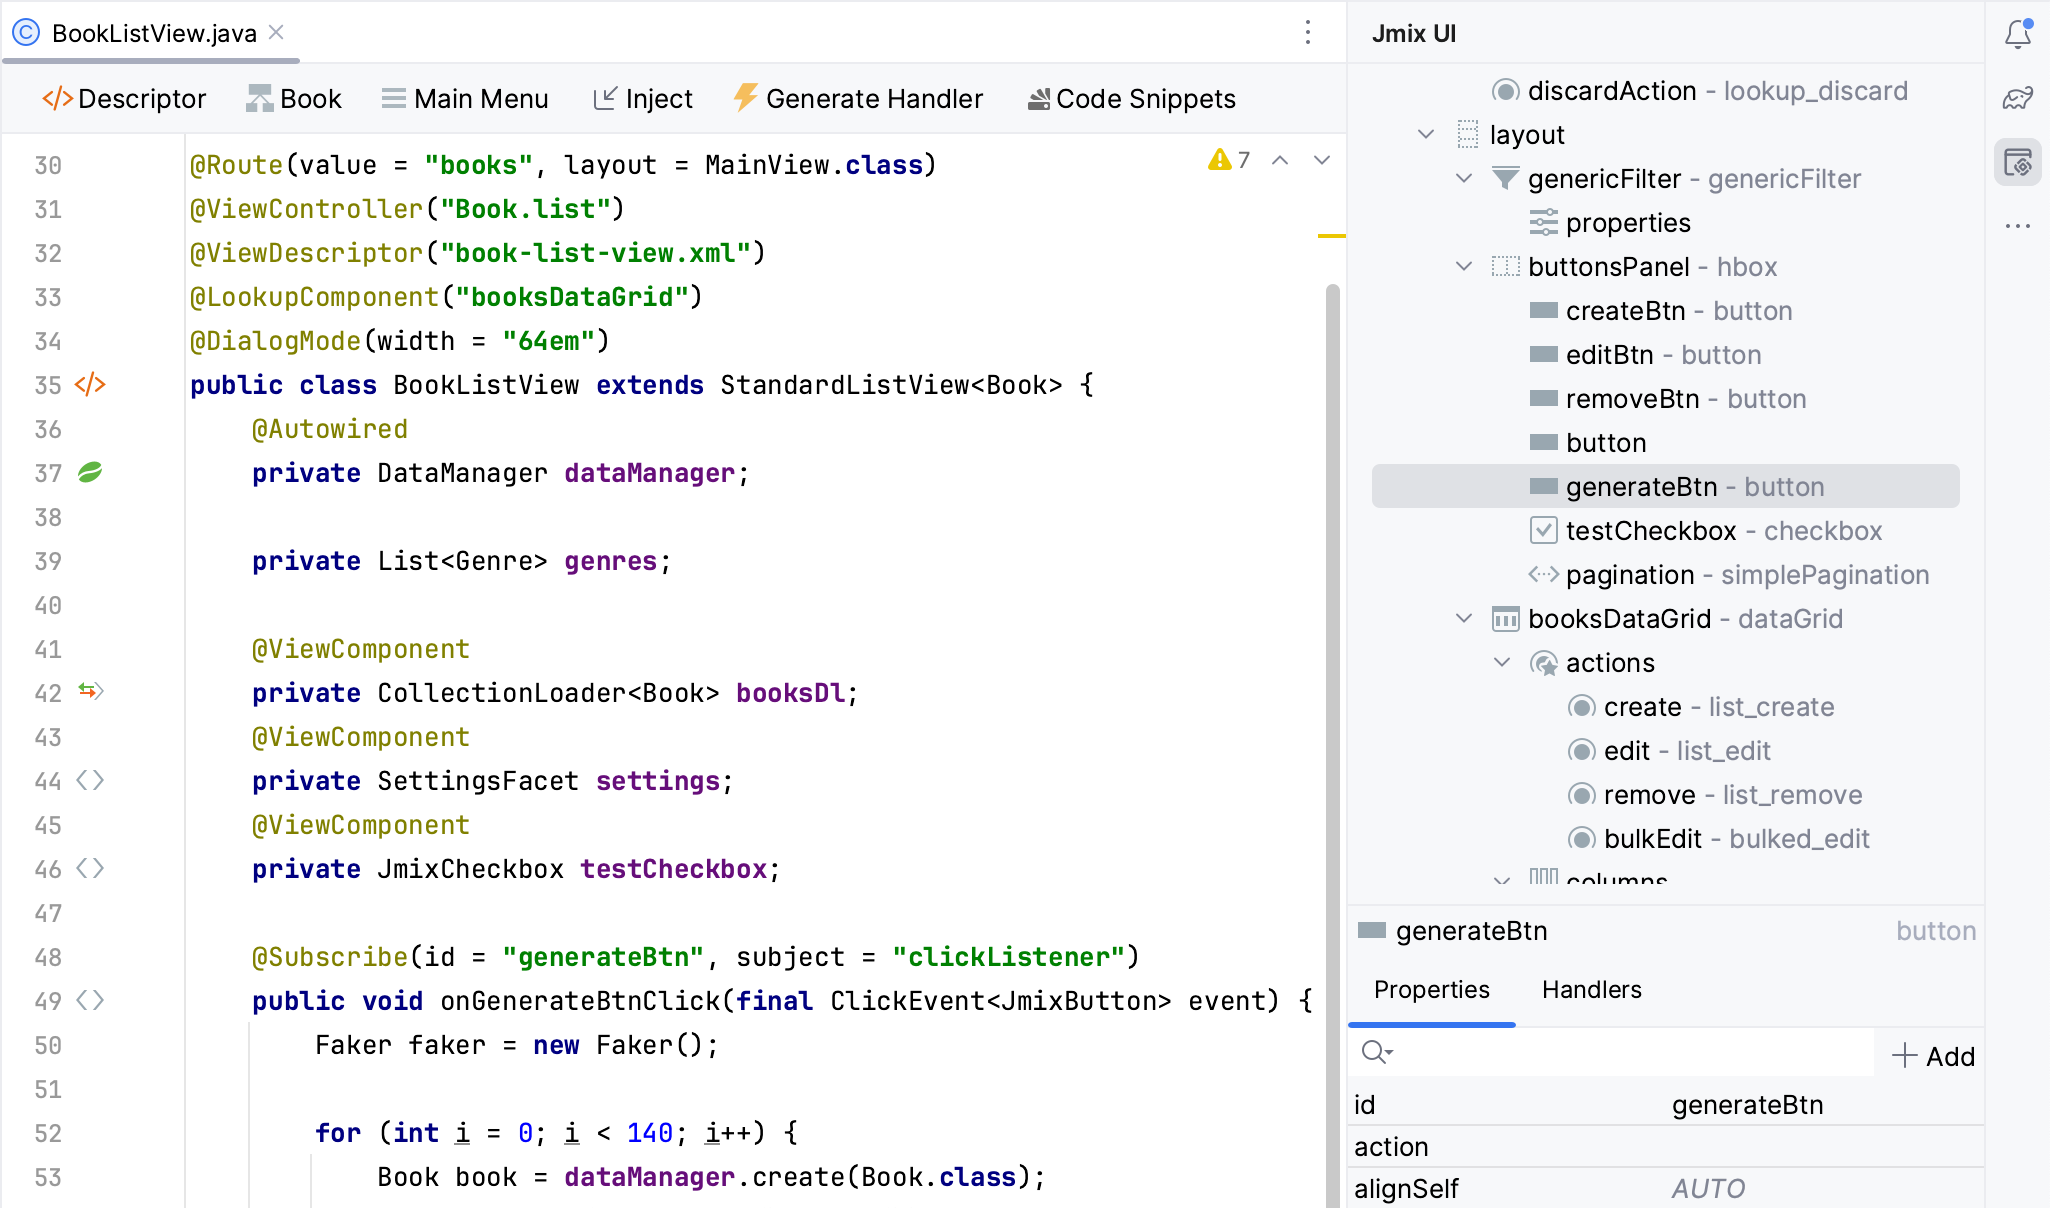 BookListView.java
Descriptor Book Main Menu Inject Generate Handler Code Snippets
7
30 @Route(value = "books", layout = MainView.class)
31 @ViewController("Book.list")
32 @ViewDescriptor("book-list-view.xml")
33 @LookupComponent("booksDataGrid")
34 @DialogMode(width = "64em")
35 public class BookListView extends StandardListView<Book> {
36 @Autowired
37 private DataManager dataManager;
38
39 private List<Genre> genres;
40
41 @ViewComponent
42 private CollectionLoader<Book> booksDl;
43 @ViewComponent
44 private SettingsFacet settings;
45 @ViewComponent
46 private JmixCheckbox testCheckbox;
47
48 @Subscribe(id = "generateBtn", subject = "clickListener")
49 public void onGenerateBtnClick(final ClickEvent<JmixButton> event) {
50 Faker faker = new Faker();
51
52 for (int i = 0; i < 140; i++) {
53 Book book = dataManager.create(Book.class);
Jmix UI
discardAction - lookup_discard
layout
genericFilter - genericFilter
properties
buttonsPanel - hbox
createBtn - button
editBtn - button
removeBtn - button
button
generateBtn - button
testCheckbox - checkbox
pagination - simplePagination
booksDataGrid - dataGrid
actions
create - list_create
edit - list_edit
remove - list_remove
bulkEdit - bulked_edit
columns
generateBtn button
Properties Handlers
Add
id generateBtn
action
alignSelf AUTO